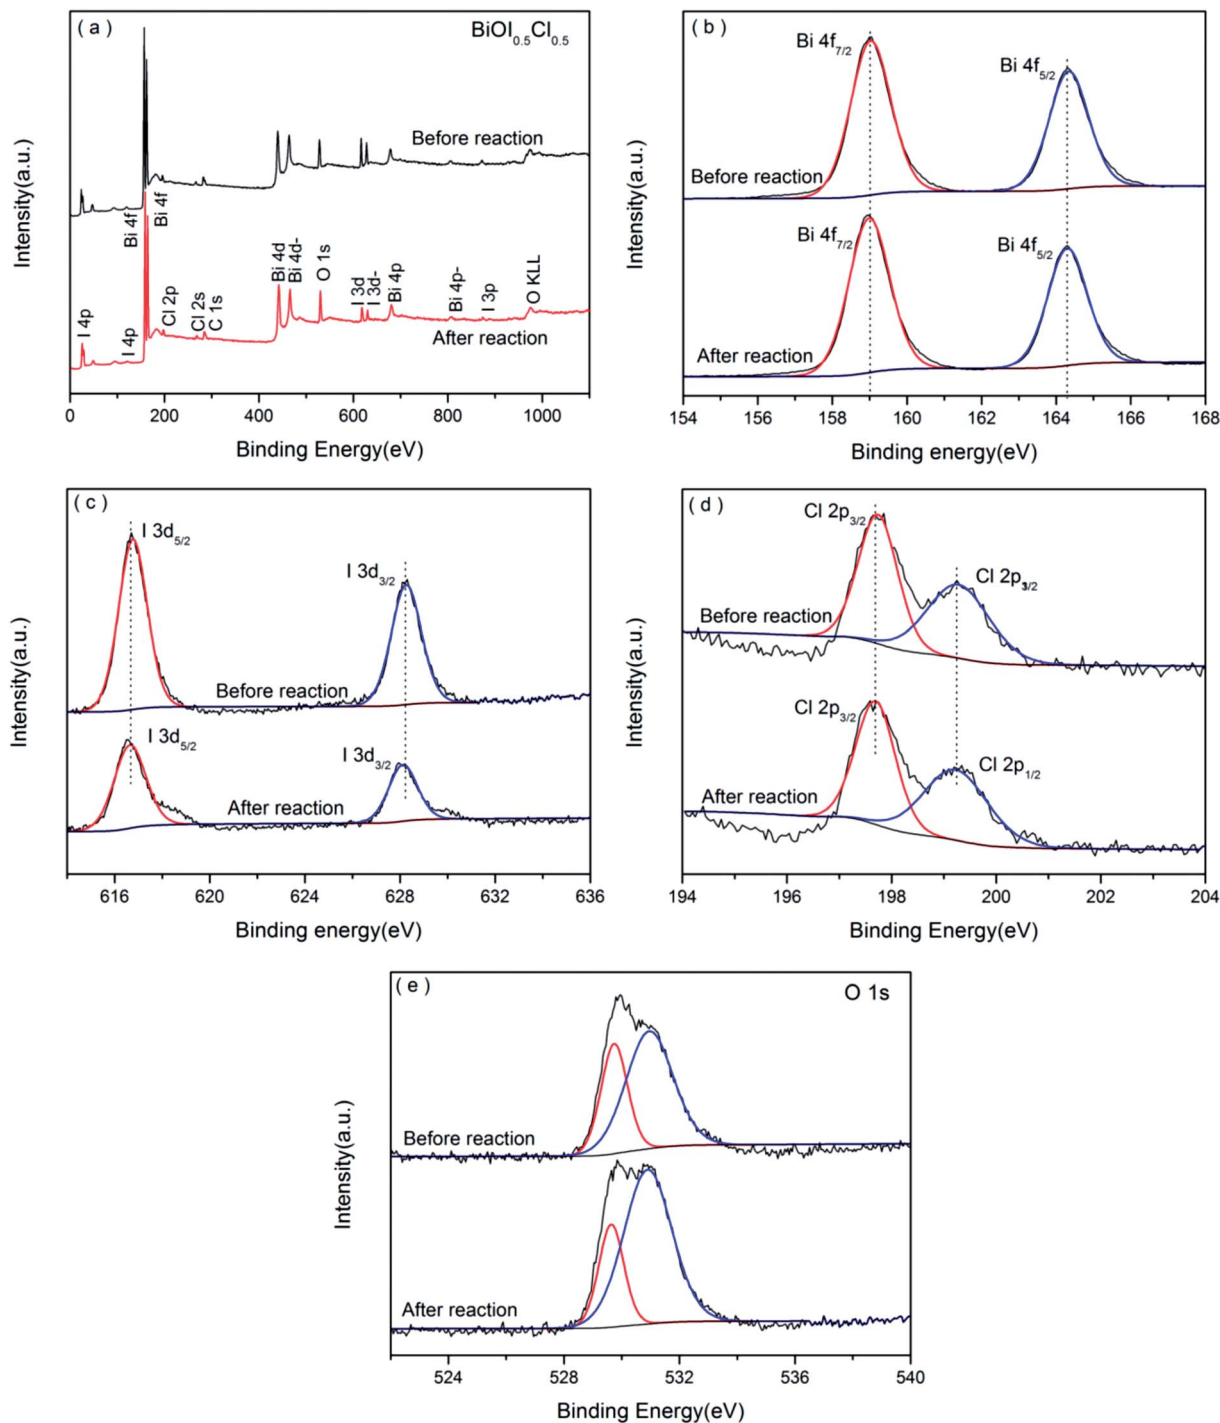 ( a )
BiOI0.5Cl0.5
Before reaction
I 4p
I 4p
Bi 4f
Bi 4f
Cl 2p
Cl 2s
C 1s
Bi 4d
Bi 4d-
O 1s
I 3d
I 3d-
Bi 4p
Bi 4p-
I 3p
O KLL
After reaction
Intensity(a.u.)
0 200 400 600 800 1000
Binding Energy(eV)
( b )
Bi 4f7/2
Bi 4f5/2
Before reaction
Bi 4f7/2
Bi 4f5/2
After reaction
Intensity(a.u.)
154 156 158 160 162 164 166 168
Binding energy(eV)
( c )
I 3d5/2
I 3d3/2
Before reaction
I 3d5/2
I 3d3/2
After reaction
Intensity(a.u.)
616 620 624 628 632 636
Binding energy(eV)
( d )
Cl 2p3/2
Cl 2p
Before reaction
Cl 2p3/2
Cl 2p1/2
After reaction
Intensity(a.u.)
194 196 198 200 202 204
Binding Energy(eV)
( e )
O 1s
Before reaction
After reaction
Intensity(a.u.)
524 528 532 536 540
Binding Energy(eV)